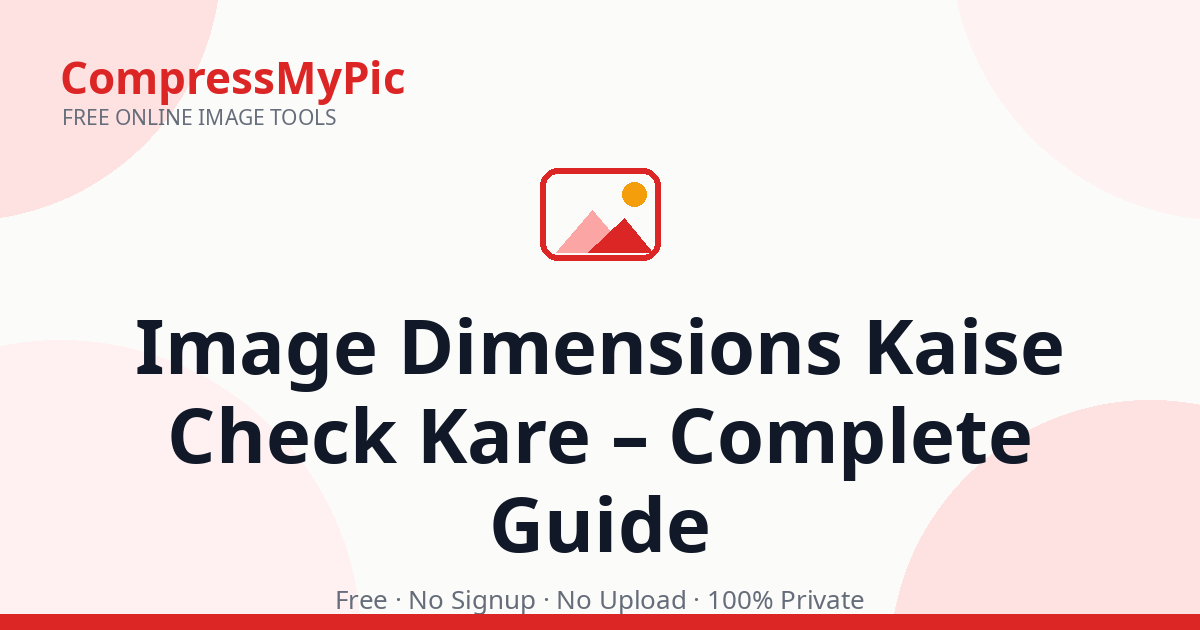 CompressMyPic
FREE ONLINE IMAGE TOOLS
Image Dimensions Kaise
Check Kare – Complete
Guide
Free · No Signup · No Upload · 100% Private